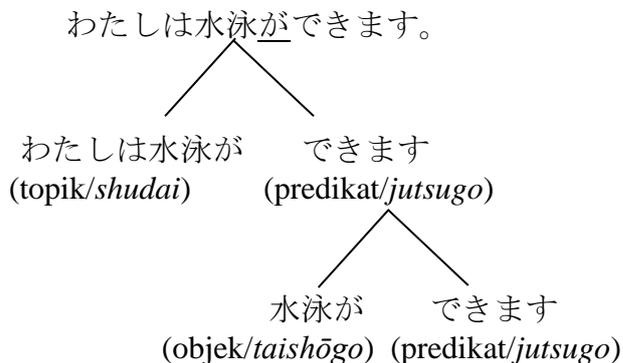 わたしは水泳ができます。
わたしは水泳が できます
(topik/shudai) (predikat/jutsugo)
水泳が できます
(objek/taishōgo) (predikat/jutsugo)